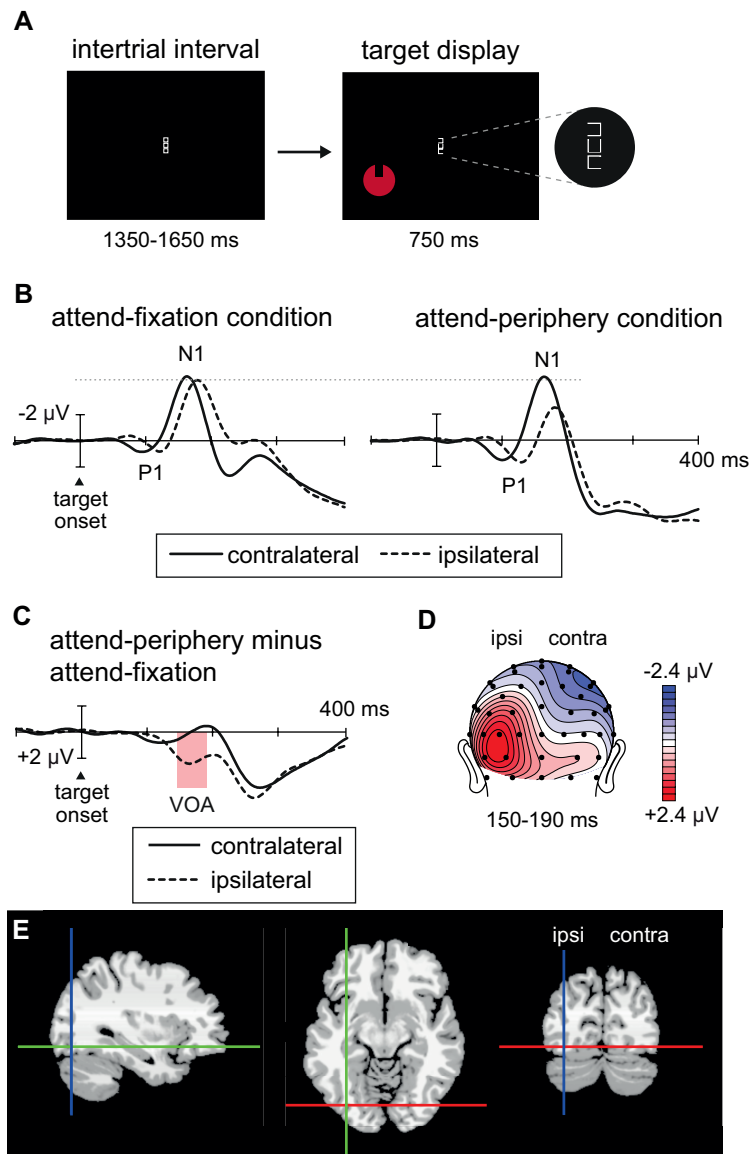 A
intertrial interval
target display
1350-1650 ms
750 ms
B
attend-fixation condition
attend-periphery condition
N1
N1
-2 µV
P1
P1
400 ms
target
onset
contralateral
ipsilateral
C
attend-periphery minus
attend-fixation
400 ms
+2 µV
target
onset
VOA
contralateral
ipsilateral
D
ipsi contra
-2.4 µV
+2.4 µV
150-190 ms
E
ipsi contra